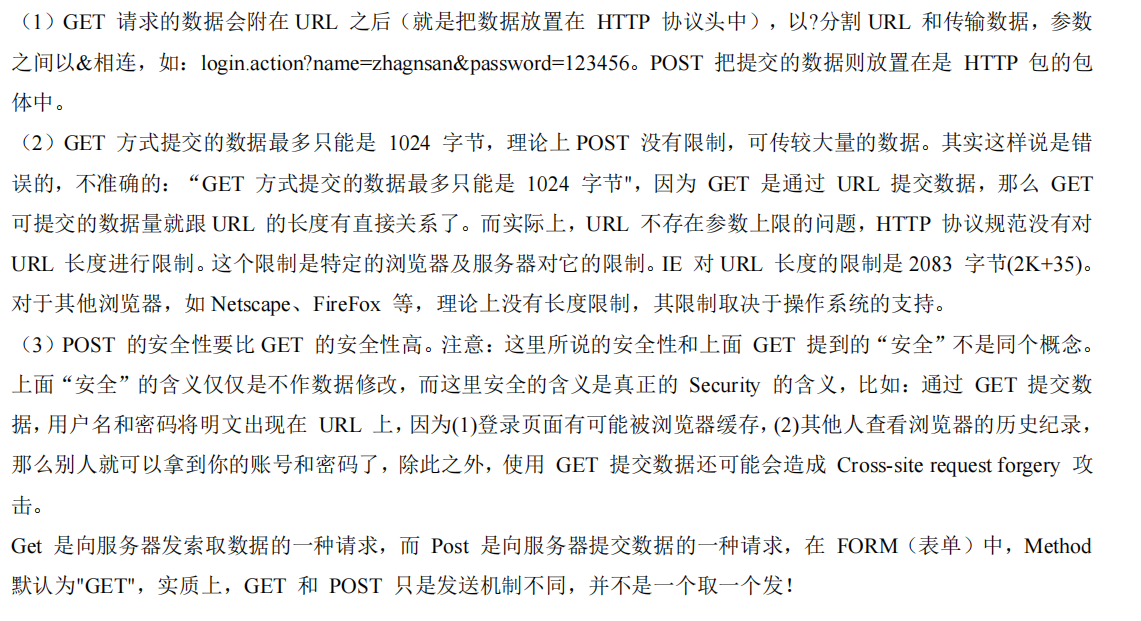 （1）GET 请求的数据会附在 URL 之后（就是把数据放置在 HTTP 协议头中），以?分割 URL 和传输数据，参数
之间以&相连，如：login.action?name=zhagnsan&password=123456。POST 把提交的数据则放置在是 HTTP 包的包
体中。
（2）GET 方式提交的数据最多只能是 1024 字节，理论上 POST 没有限制，可传较大量的数据。其实这样说是错
误的，不准确的：“GET 方式提交的数据最多只能是 1024 字节"，因为 GET 是通过 URL 提交数据，那么 GET
可提交的数据量就跟 URL 的长度有直接关系了。而实际上，URL 不存在参数上限的问题，HTTP 协议规范没有对
URL 长度进行限制。这个限制是特定的浏览器及服务器对它的限制。IE 对 URL 长度的限制是 2083 字节(2K+35)。
对于其他浏览器，如 Netscape、FireFox 等，理论上没有长度限制，其限制取决于操作系统的支持。
（3）POST 的安全性要比 GET 的安全性高。注意：这里所说的安全性和上面 GET 提到的“安全”不是同个概念。
上面“安全”的含义仅仅是不作数据修改，而这里安全的含义是真正的 Security 的含义，比如：通过 GET 提交数
据，用户名和密码将明文出现在 URL 上，因为(1)登录页面有可能被浏览器缓存，(2)其他人查看浏览器的历史纪录，
那么别人就可以拿到你的账号和密码了，除此之外，使用 GET 提交数据还可能会造成 Cross-site request forgery 攻
击。
Get 是向服务器发索取数据的一种请求，而 Post 是向服务器提交数据的一种请求，在 FORM（表单）中，Method
默认为"GET"，实质上，GET 和 POST 只是发送机制不同，并不是一个取一个发！